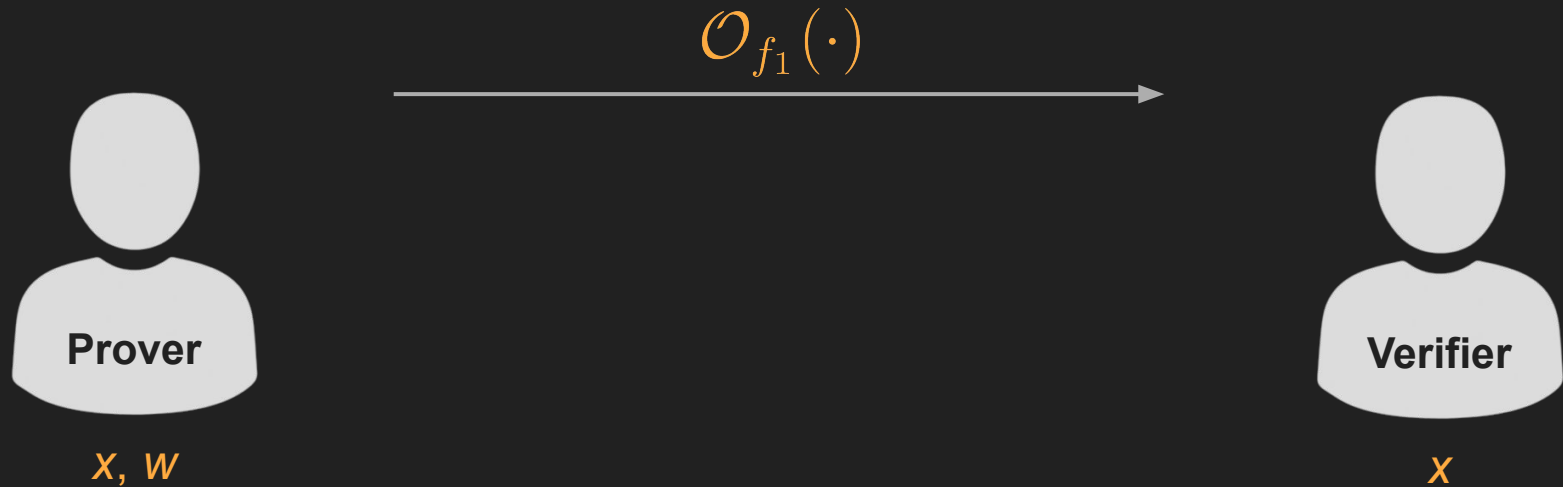 𝒪_{f_1}(·)
Prover
Verifier
x, w
x